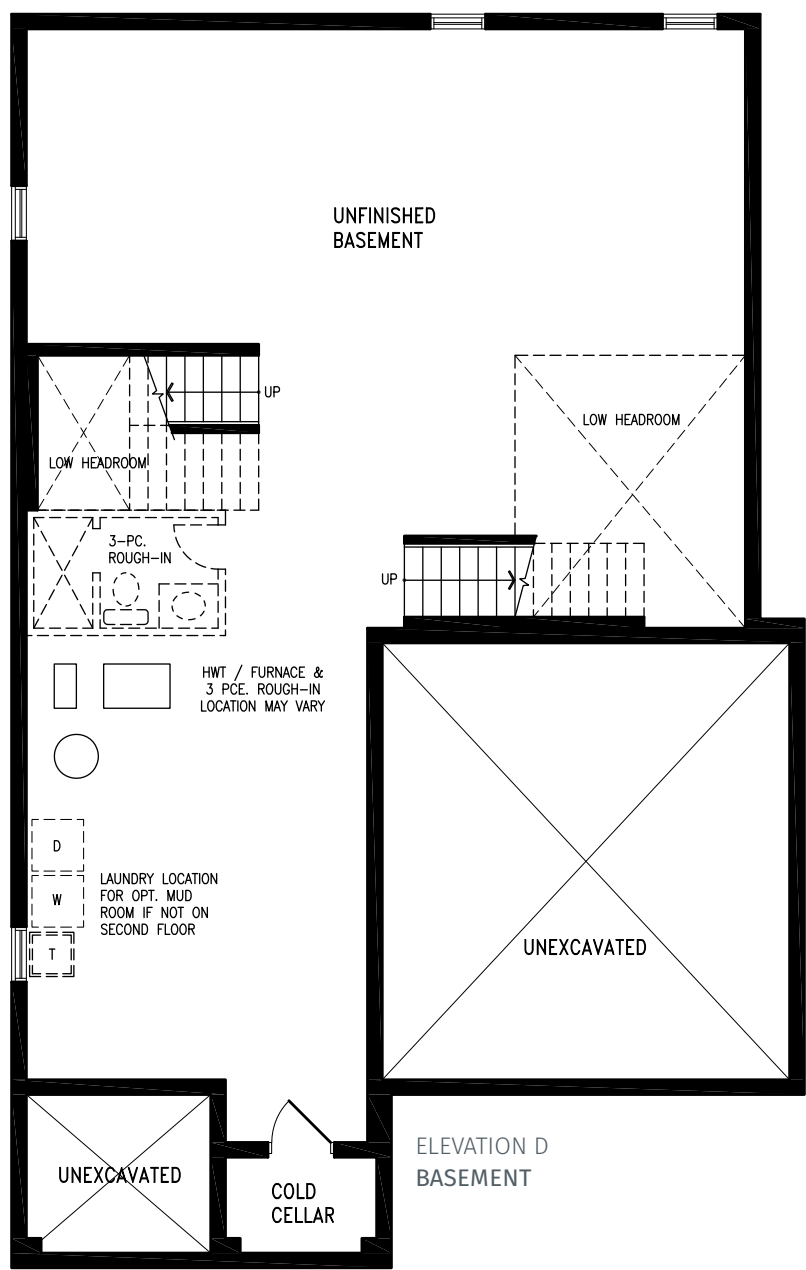 UNFINISHED
BASEMENT
UP
LOW HEADROOM
LOW HEADROOM
3-PC.
ROUGH-IN
UP
HWT / FURNACE &
3 PCE. ROUGH-IN
LOCATION MAY VARY
D
W
T
LAUNDRY LOCATION
FOR OPT. MUD
ROOM IF NOT ON
SECOND FLOOR
UNEXCAVATED
UNEXCAVATED
COLD
CELLAR
ELEVATION D
BASEMENT